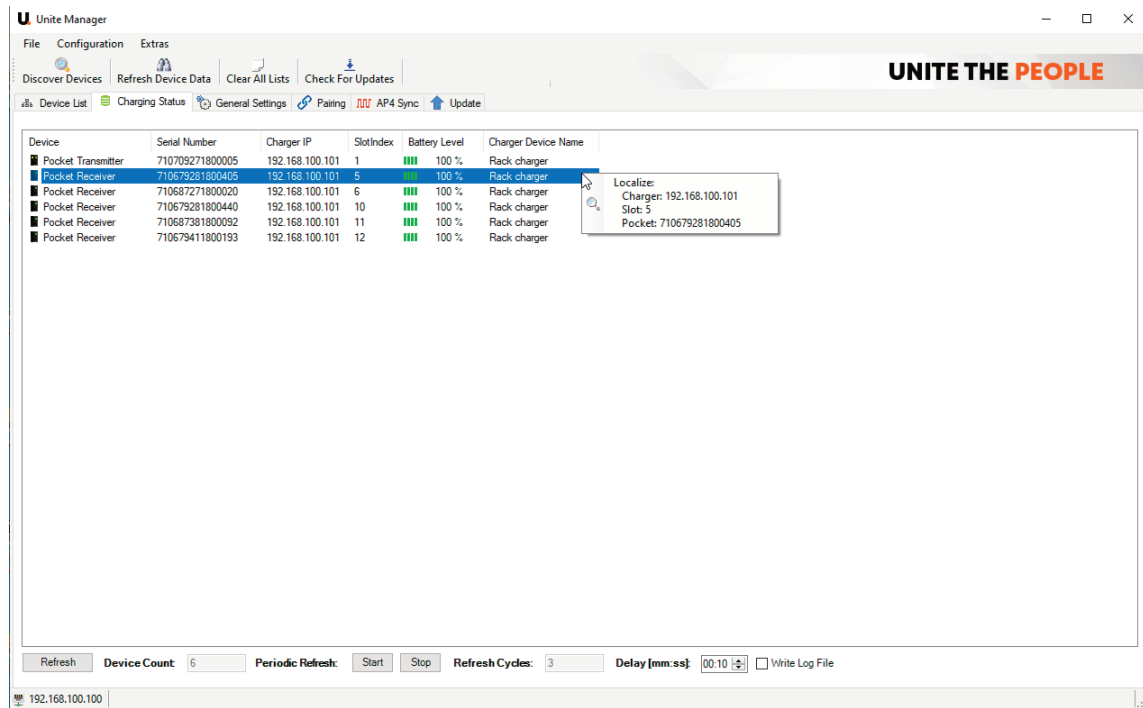 U. Unite Manager
File Configuration Extras
Discover Devices Refresh Device Data Clear All Lists Check For Updates
UNITE THE PEOPLE
Device List Charging Status General Settings Pairing AP4 Sync Update
Device Serial Number Charger IP SlotIndex Battery Level Charger Device Name
Pocket Transmitter 710709271800005 192.168.100.101 1 100 % Rack charger
Pocket Receiver 710679281800405 192.168.100.101 5 100 % Rack charger
Pocket Receiver 710687271800020 192.168.100.101 6 100 % Rack charger
Pocket Receiver 710679281800440 192.168.100.101 10 100 % Rack charger
Pocket Receiver 710687381800092 192.168.100.101 11 100 % Rack charger
Pocket Receiver 710679411800193 192.168.100.101 12 100 % Rack charger
Localize:
Charger: 192.168.100.101
Slot: 5
Pocket: 710679281800405
Refresh Device Count: 6 Periodic Refresh: Start Stop Refresh Cycles: 3 Delay [mm:ss]: 00:10 Write Log File
192.168.100.100